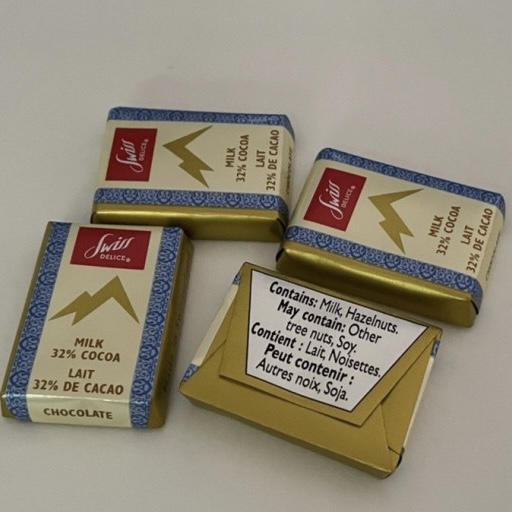 Swiss
DELICE®
MILK
32% COCOA
LAIT
32% DE CACAO
CHOCOLATE
Swiss
DELICE®
MILK
32% COCOA
LAIT
32% DE CACAO
Swiss
DELICE®
MILK
32% COCOA
LAIT
32% DE CACAO
CHOCOLATE
Contains: Milk, Hazelnuts.
May contain: Other
tree nuts, Soy.
Contient : Lait, Noisettes.
Peut contenir :
Autres noix, Soja.